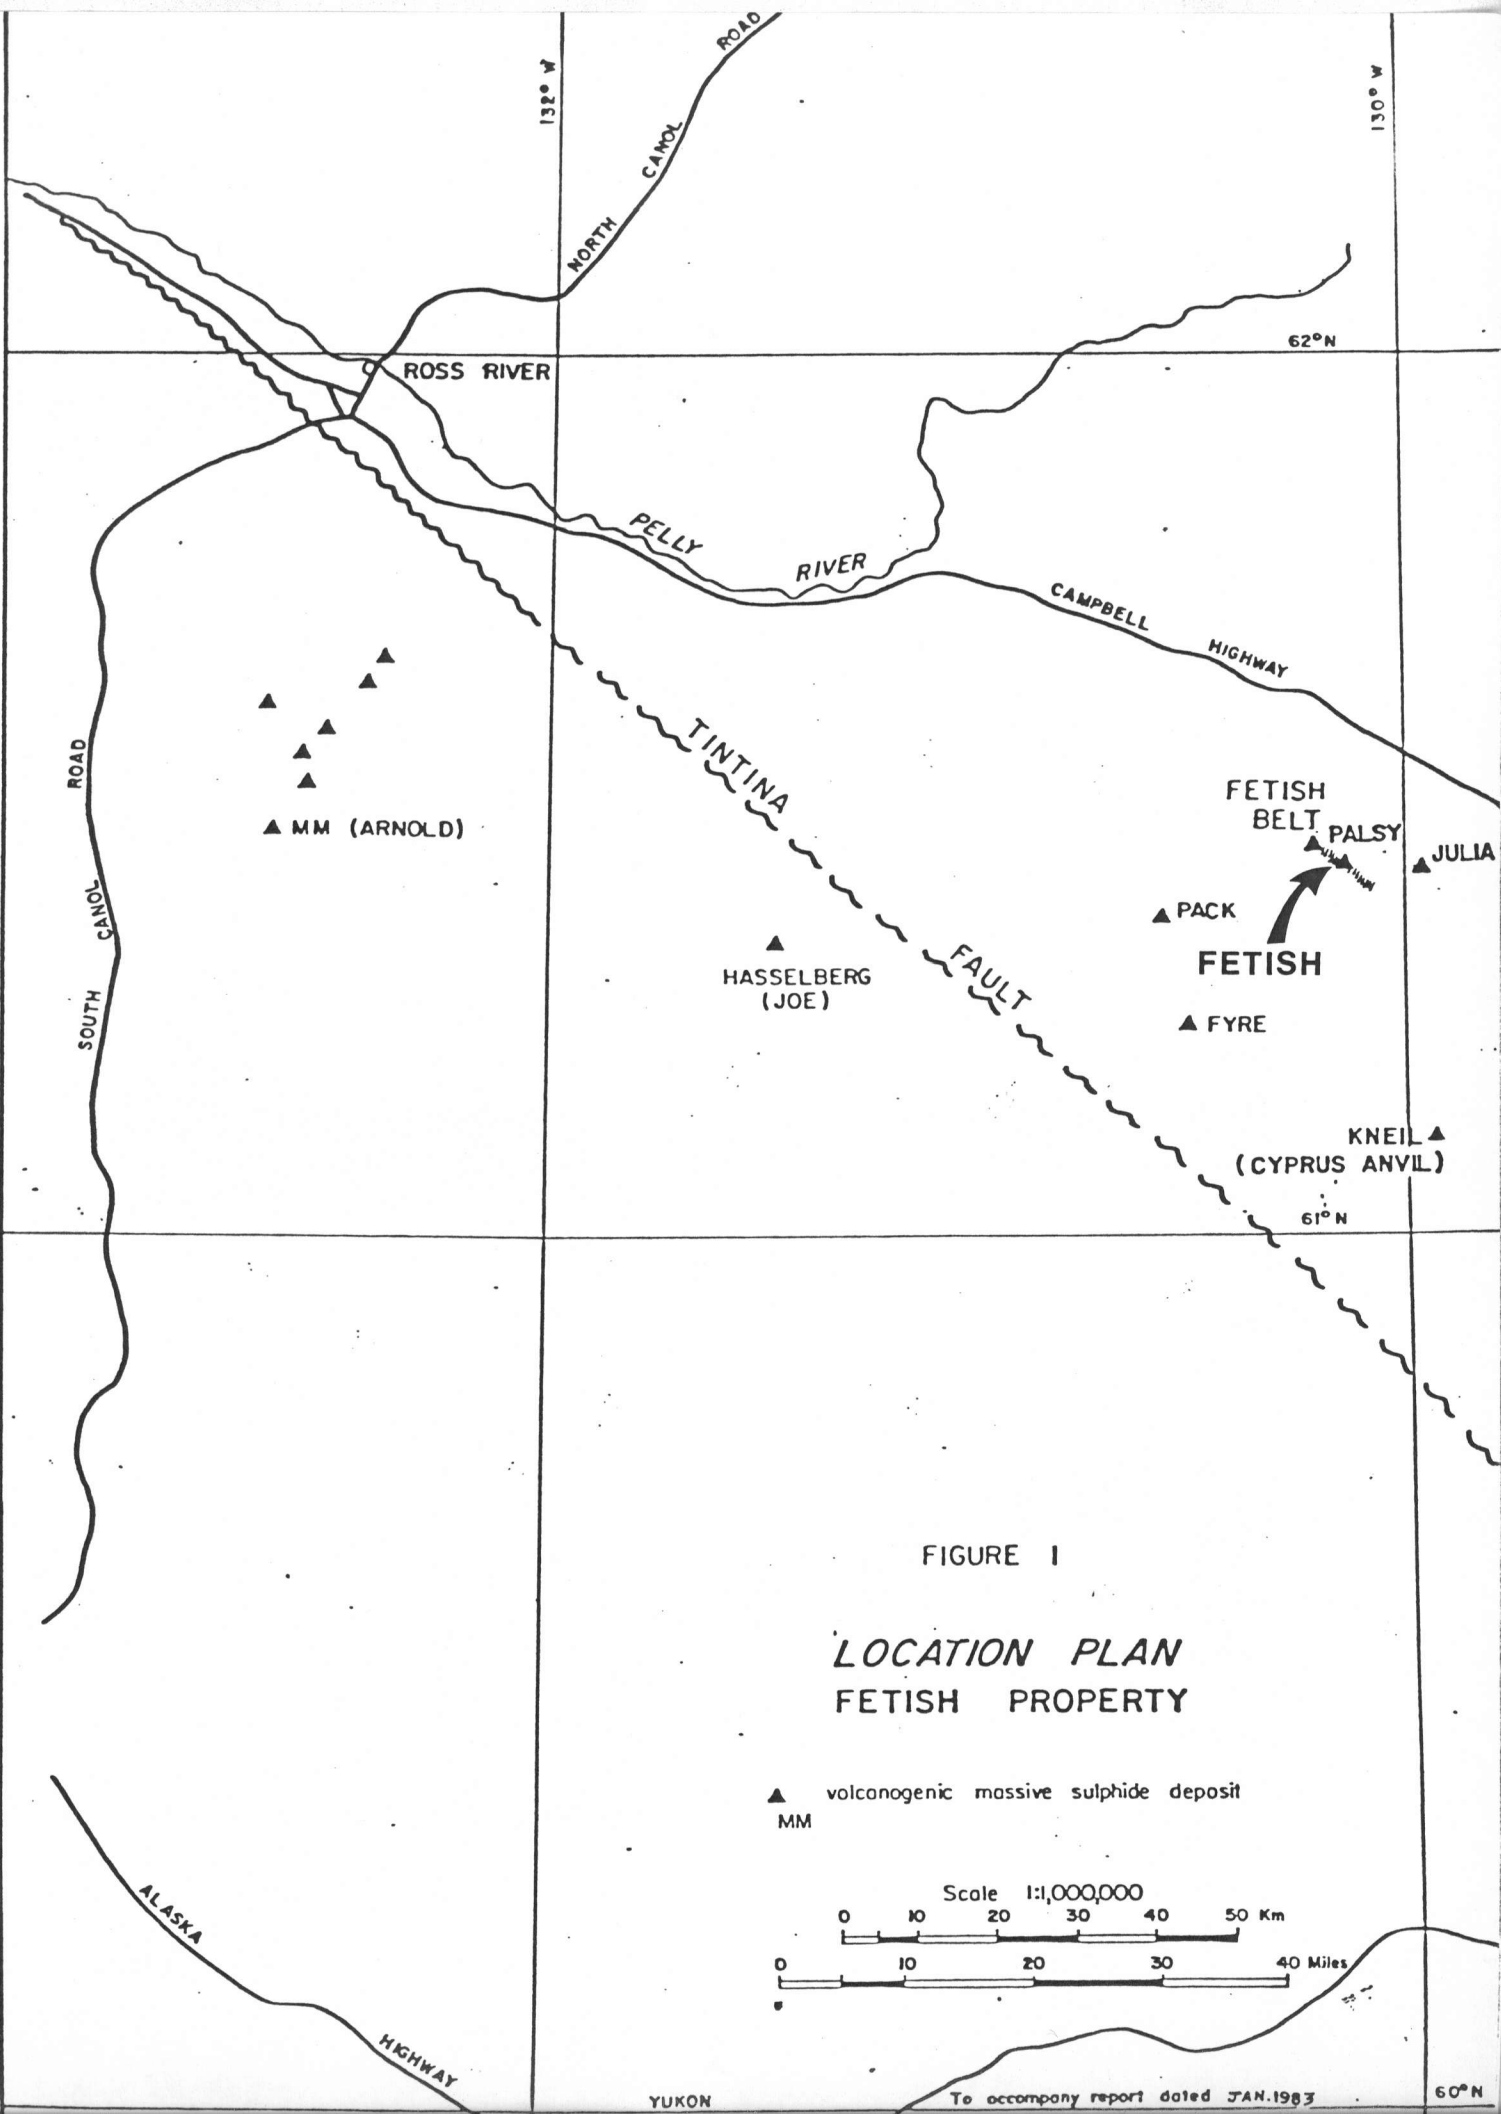 ROAD
132° W
130° W
CANOL
NORTH
62°N
ROSS RIVER
PELLY
RIVER
CAMPBELL
HIGHWAY
ROAD
TINTINA
FETISH
BELT
PALSY
JULIA
MM (ARNOLD)
CANOL
PACK
FETISH
HASSELBERG
(JOE)
FAULT
SOUTH
FYRE
KNEIL
(CYPRUS ANVIL)
61° N
FIGURE 1
LOCATION PLAN
FETISH PROPERTY
volcanogenic massive sulphide deposit
MM
ALASKA
Scale 1:1,000,000
0 10 20 30 40 50 Km
0 10 20 30 40 Miles
HIGHWAY
YUKON
To accompany report dated JAN.1983
60°N